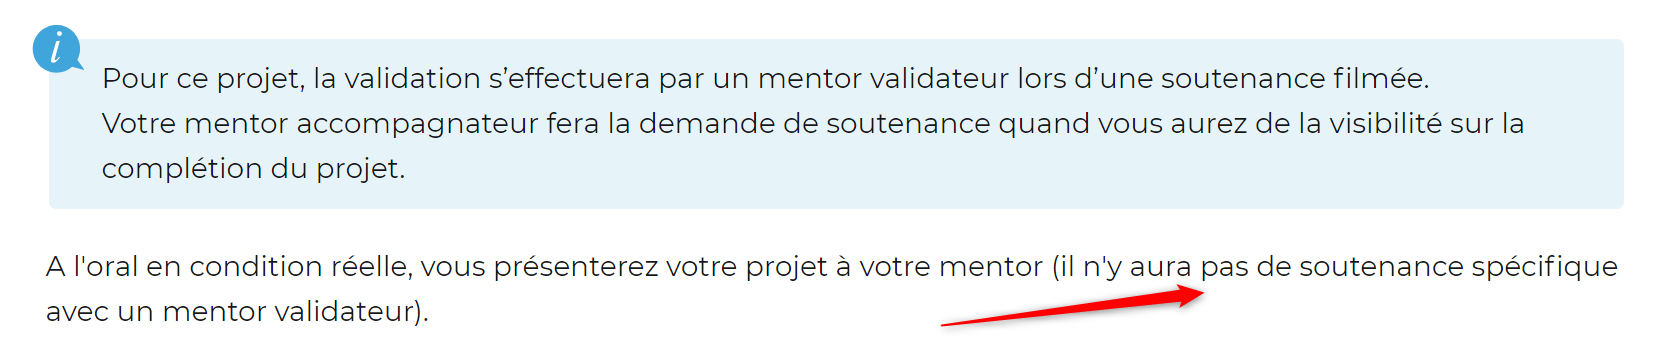 i
Pour ce projet, la validation s’effectuera par un mentor validateur lors d’une soutenance filmée.
Votre mentor accompagnateur fera la demande de soutenance quand vous aurez de la visibilité sur la
complétion du projet.
A l'oral en condition réelle, vous présenterez votre projet à votre mentor (il n'y aura pas de soutenance spécifique
avec un mentor validateur).